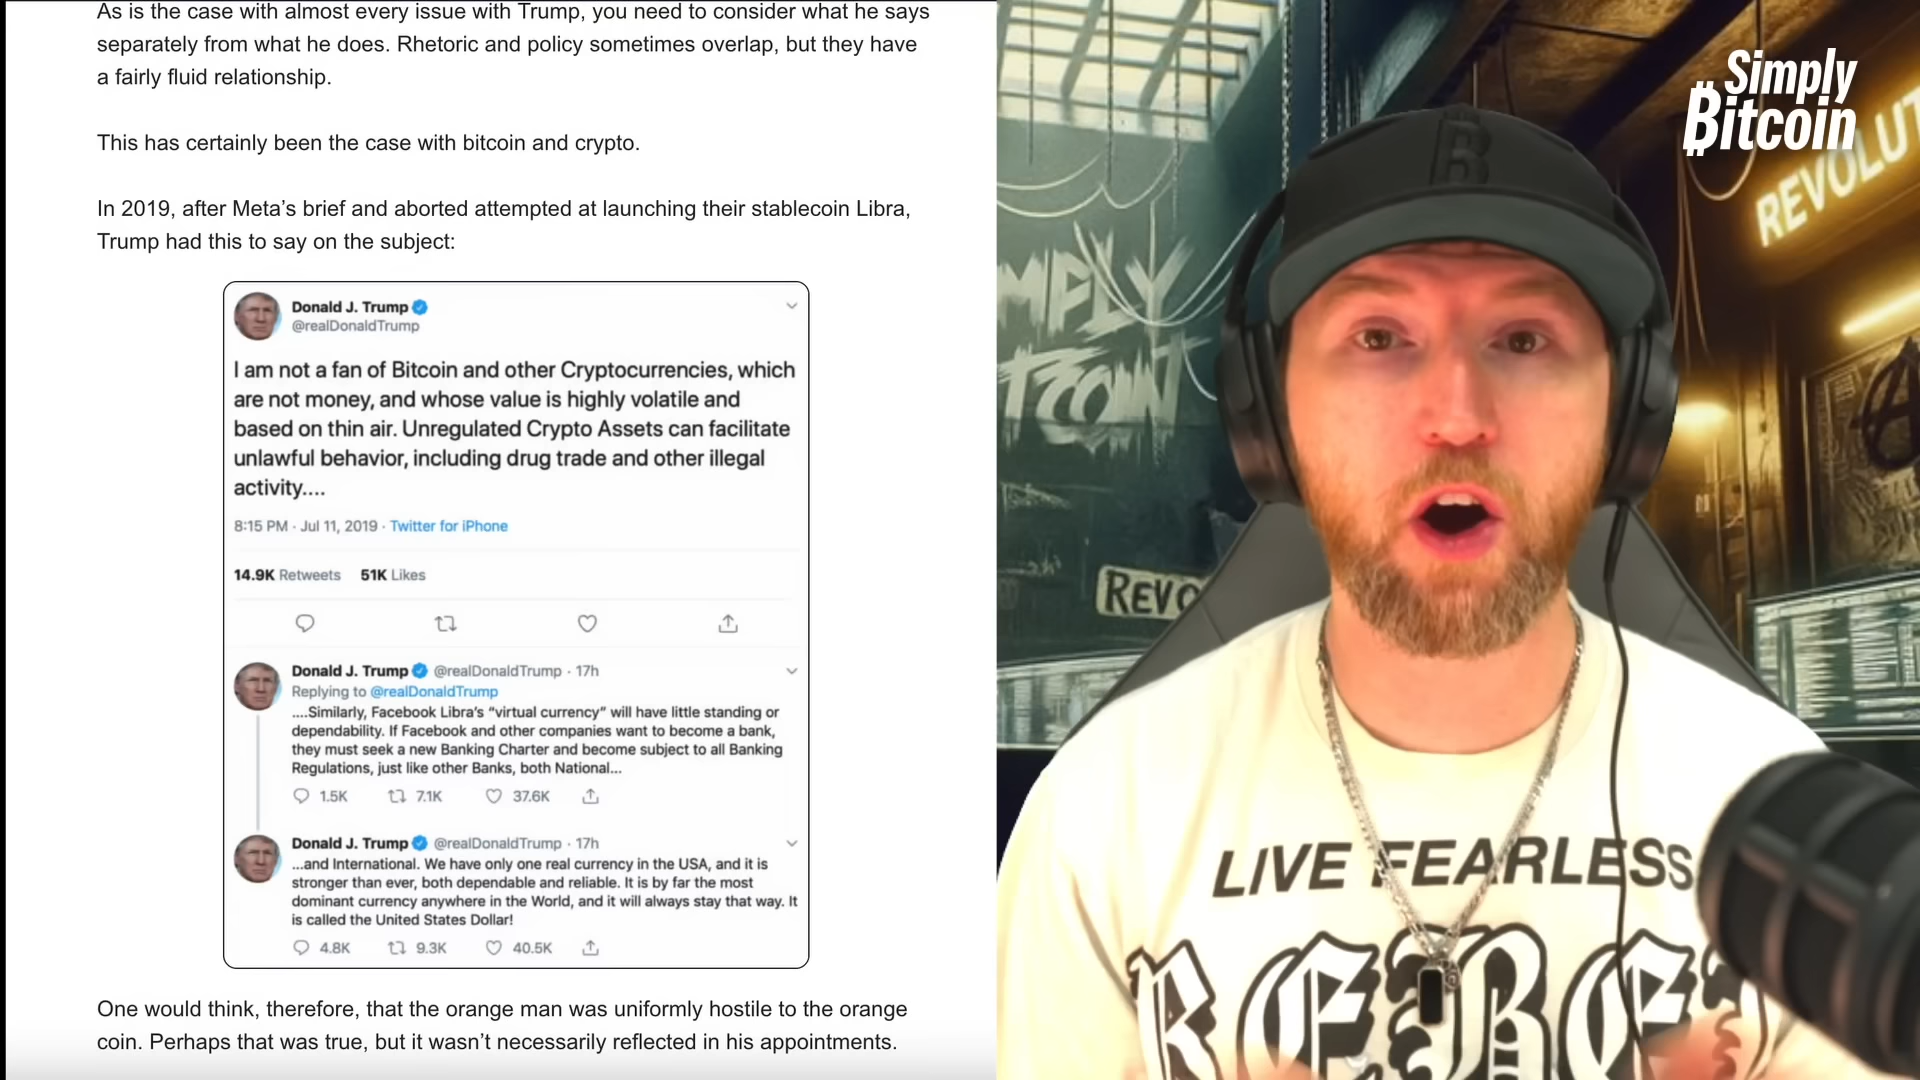 As is the case with almost every issue with Trump, you need to consider what he says
separately from what he does. Rhetoric and policy sometimes overlap, but they have
a fairly fluid relationship.
This has certainly been the case with bitcoin and crypto.
In 2019, after Meta’s brief and aborted attempted at launching their stablecoin Libra,
Trump had this to say on the subject:
Donald J. Trump
@realDonaldTrump
I am not a fan of Bitcoin and other Cryptocurrencies, which
are not money, and whose value is highly volatile and
based on thin air. Unregulated Crypto Assets can facilitate
unlawful behavior, including drug trade and other illegal
activity....
8:15 PM · Jul 11, 2019 · Twitter for iPhone
14.9K Retweets 51K Likes
Donald J. Trump @realDonaldTrump · 17h
Replying to @realDonaldTrump
....Similarly, Facebook Libra’s “virtual currency” will have little standing or
dependability. If Facebook and other companies want to become a bank,
they must seek a new Banking Charter and become subject to all Banking
Regulations, just like other Banks, both National...
1.5K 7.1K 37.6K
Donald J. Trump @realDonaldTrump · 17h
...and International. We have only one real currency in the USA, and it is
stronger than ever, both dependable and reliable. It is by far the most
dominant currency anywhere in the World, and it will always stay that way. It
is called the United States Dollar!
4.8K 9.3K 40.5K
One would think, therefore, that the orange man was uniformly hostile to the orange
coin. Perhaps that was true, but it wasn’t necessarily reflected in his appointments.
Simply
₿itcoin
REVOLUT
MPLY
ITCOIN
REVO
LIVE FEARLESS
REBEL